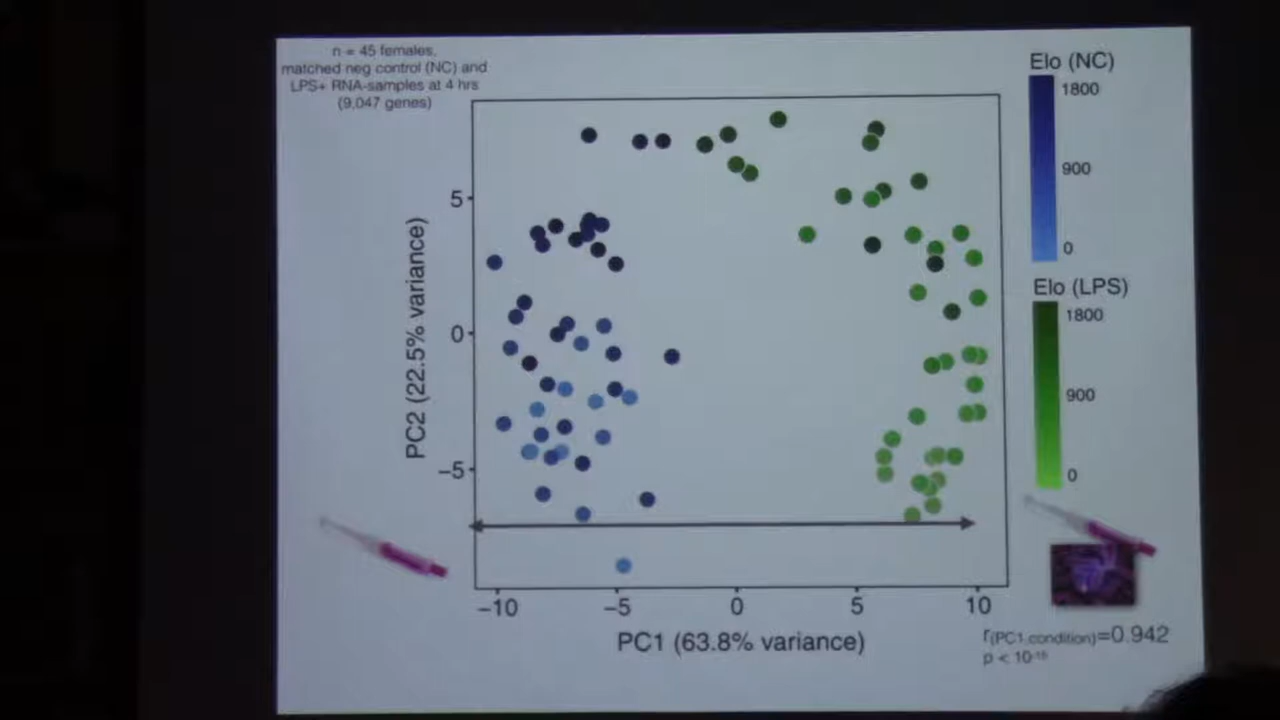 n = 45 females,
matched neg control (NC) and
LPS+ RNA-samples at 4 hrs
(9,047 genes)
Elo (NC)
1800
900
0
Elo (LPS)
1800
900
0
PC2 (22.5% variance)
5
0
−5
−10
−5
0
5
10
PC1 (63.8% variance)
r(PC1,condition)=0.942